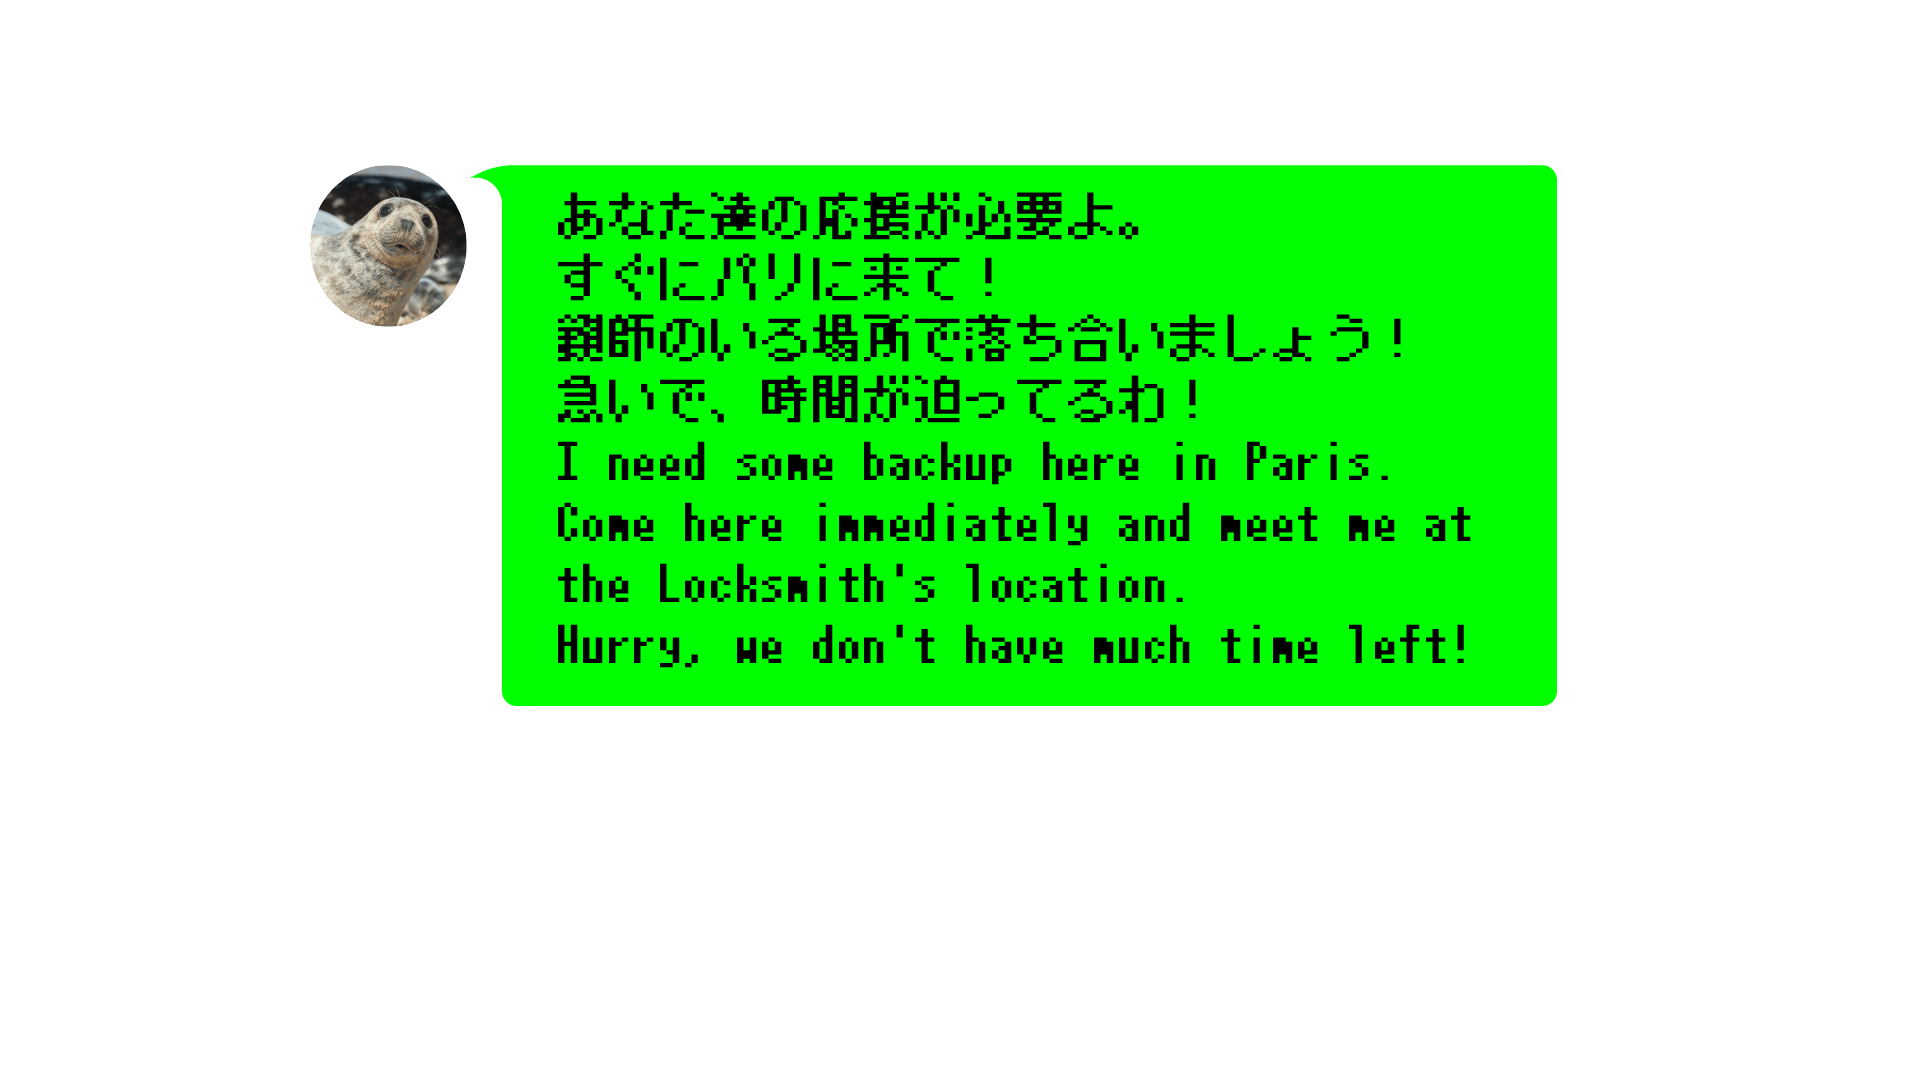 あなた達の応援が必要よ。
すぐにパリに来て！
鍵師のいる場所で落ち合いましょう！
急いで、時間が迫ってるわ！
I need some backup here in Paris.
Come here immediately and meet me at
the Locksmith's location.
Hurry, we don't have much time left!